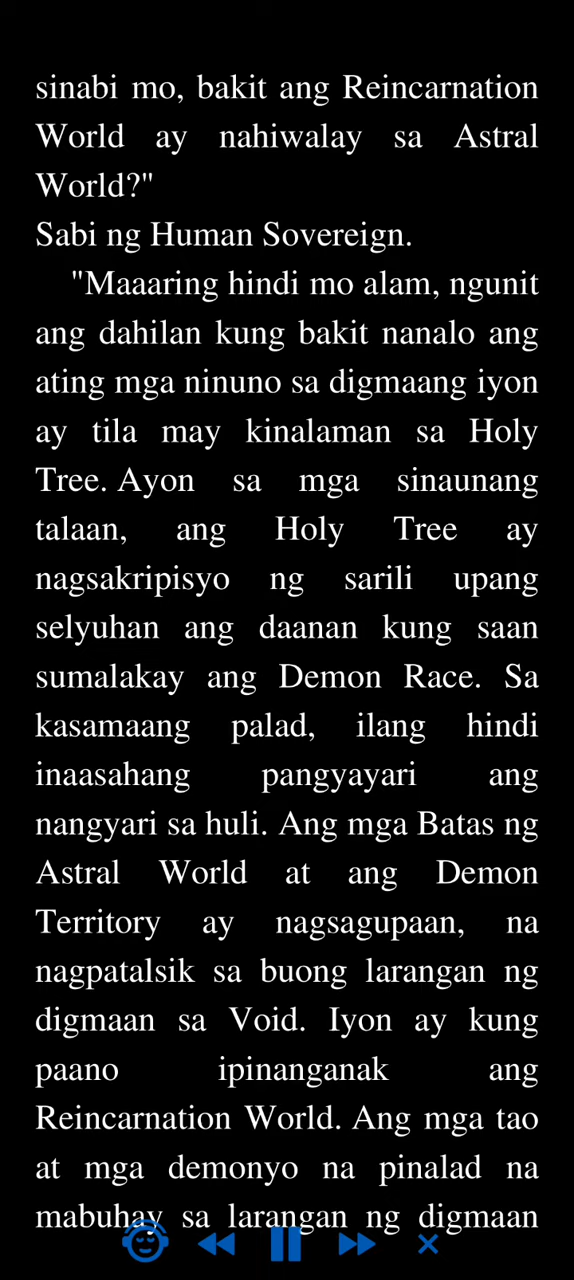 sinabi mo, bakit ang Reincarnation
World ay nahiwalay sa Astral
World?"
Sabi ng Human Sovereign.
"Maaaring hindi mo alam, ngunit
ang dahilan kung bakit nanalo ang
ating mga ninuno sa digmaang iyon
ay tila may kinalaman sa Holy
Tree. Ayon sa mga sinaunang
talaan, ang Holy Tree ay
nagsakripisyo ng sarili upang
selyuhan ang daanan kung saan
sumalakay ang Demon Race. Sa
kasamaang palad, ilang hindi
inaasahang pangyayari ang
nangyari sa huli. Ang mga Batas ng
Astral World at ang Demon
Territory ay nagsagupaan, na
nagpatalsik sa buong larangan ng
digmaan sa Void. Iyon ay kung
paano ipinanganak ang
Reincarnation World. Ang mga tao
at mga demonyo na pinalad na
mabuhay sa larangan ng digmaan